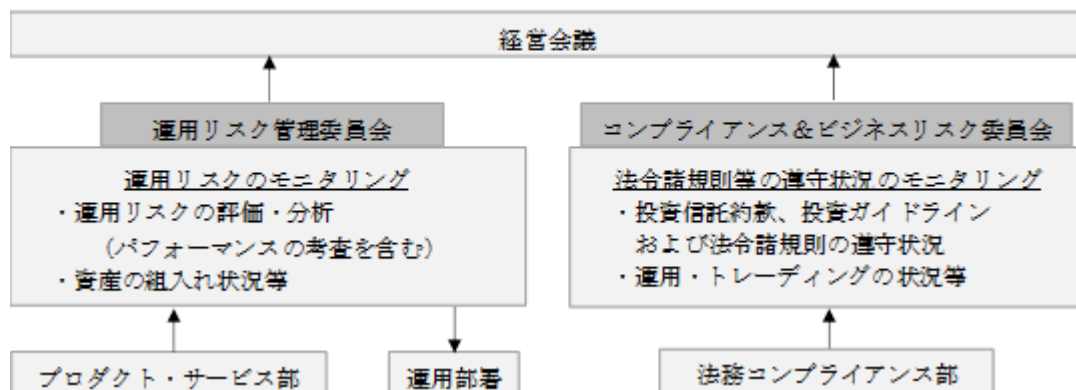 経営会議
運用リスク管理委員会
運用リスクのモニタリング
・運用リスクの評価・分析
（パフォーマンスの考査を含む）
・資産の組入れ状況等
プロダクト・サービス部
運用部署
コンプライアンス＆ビジネスリスク委員会
法令諸規則等の遵守状況のモニタリング
・投資信託約款、投資ガイドライン
および法令諸規則の遵守状況
・運用・トレーディングの状況等
法務コンプライアンス部